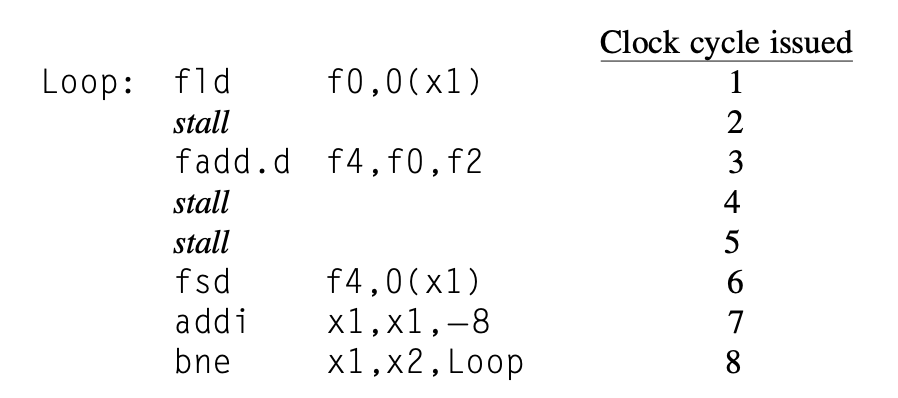 Clock cycle issued
Loop: fld f0,0(x1) 1
stall 2
fadd.d f4,f0,f2 3
stall 4
stall 5
fsd f4,0(x1) 6
addi x1,x1,−8 7
bne x1,x2,Loop 8